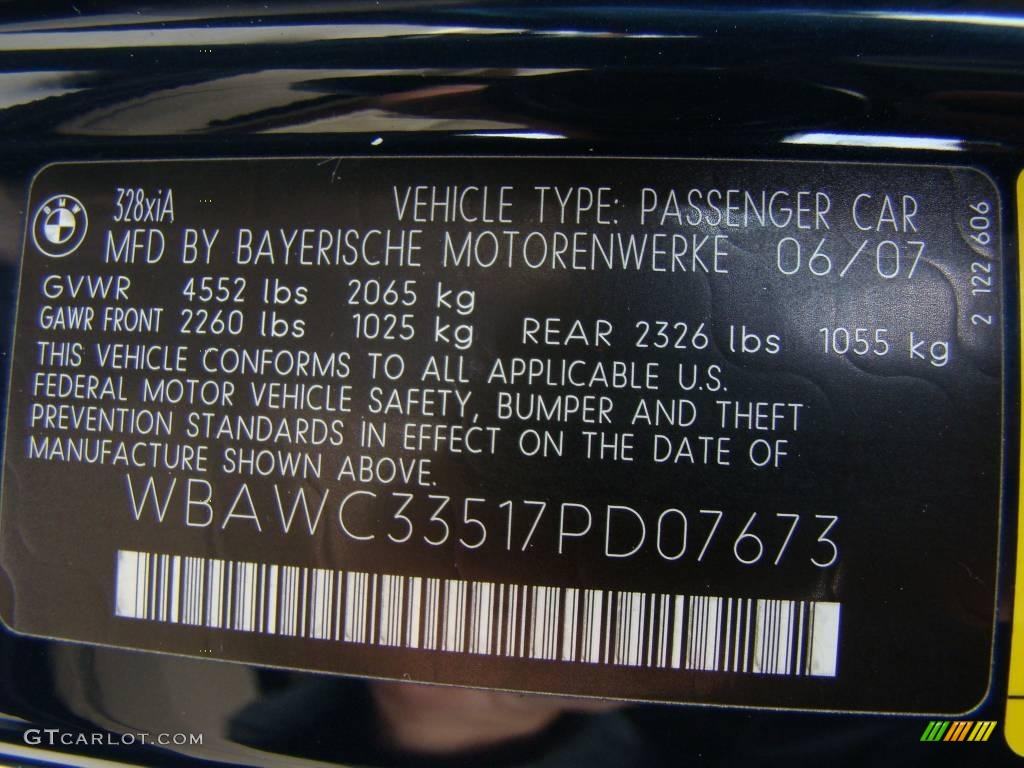 BMW
328xiA
VEHICLE TYPE: PASSENGER CAR
MFD BY BAYERISCHE MOTORENWERKE 06/07
GVWR 4552 lbs 2065 kg
GAWR FRONT 2260 lbs 1025 kg REAR 2326 lbs 1055 kg
THIS VEHICLE CONFORMS TO ALL APPLICABLE U.S.
FEDERAL MOTOR VEHICLE SAFETY, BUMPER AND THEFT
PREVENTION STANDARDS IN EFFECT ON THE DATE OF
MANUFACTURE SHOWN ABOVE.
WBAWC33517PD07673
2 122 606
GTCARLOT.COM